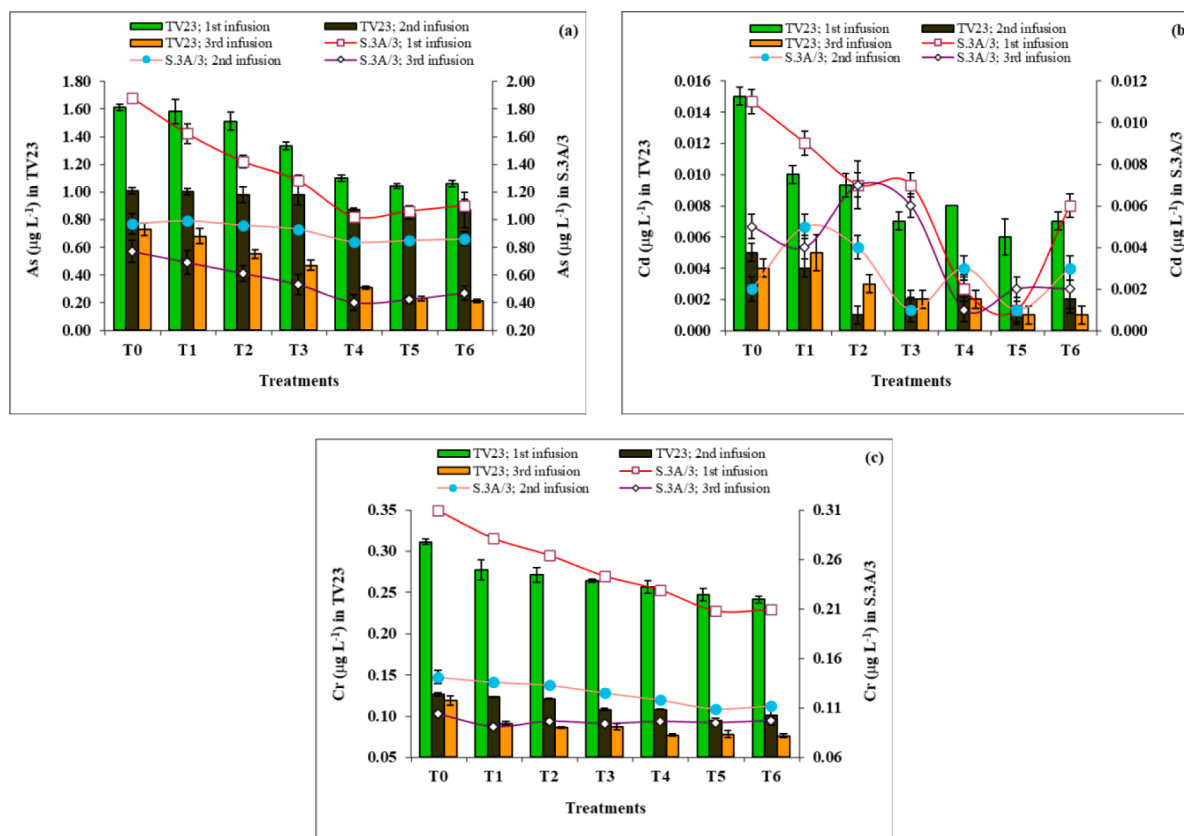 TV23; 1st infusion TV23; 2nd infusion (a)
TV23; 3rd infusion S.3A/3; 1st infusion
S.3A/3; 2nd infusion S.3A/3; 3rd infusion
As (µg L-1) in TV23
1.80
1.60
1.40
1.20
1.00
0.80
0.60
0.40
0.20
0.00
2.00
1.80
1.60
1.40
1.20
1.00
0.80
0.60
0.40
0.20
As (µg L-1) in S.3A/3
T0 T1 T2 T3 T4 T5 T6
Treatments
TV23; 1st infusion TV23; 2nd infusion (b)
TV23; 3rd infusion S.3A/3; 1st infusion
S.3A/3; 2nd infusion S.3A/3; 3rd infusion
Cd (µg L-1) in TV23
0.016
0.014
0.012
0.010
0.008
0.006
0.004
0.002
0.000
0.012
0.010
0.008
0.006
0.004
0.002
0.000
Cd (µg L-1) in S.3A/3
T0 T1 T2 T3 T4 T5 T6
Treatments
TV23; 1st infusion TV23; 2nd infusion (c)
TV23; 3rd infusion S.3A/3; 1st infusion
S.3A/3; 2nd infusion S.3A/3; 3rd infusion
Cr (µg L-1) in TV23
0.35
0.30
0.25
0.20
0.15
0.10
0.05
0.31
0.26
0.21
0.16
0.11
0.06
Cr (µg L-1) in S.3A/3
T0 T1 T2 T3 T4 T5 T6
Treatments